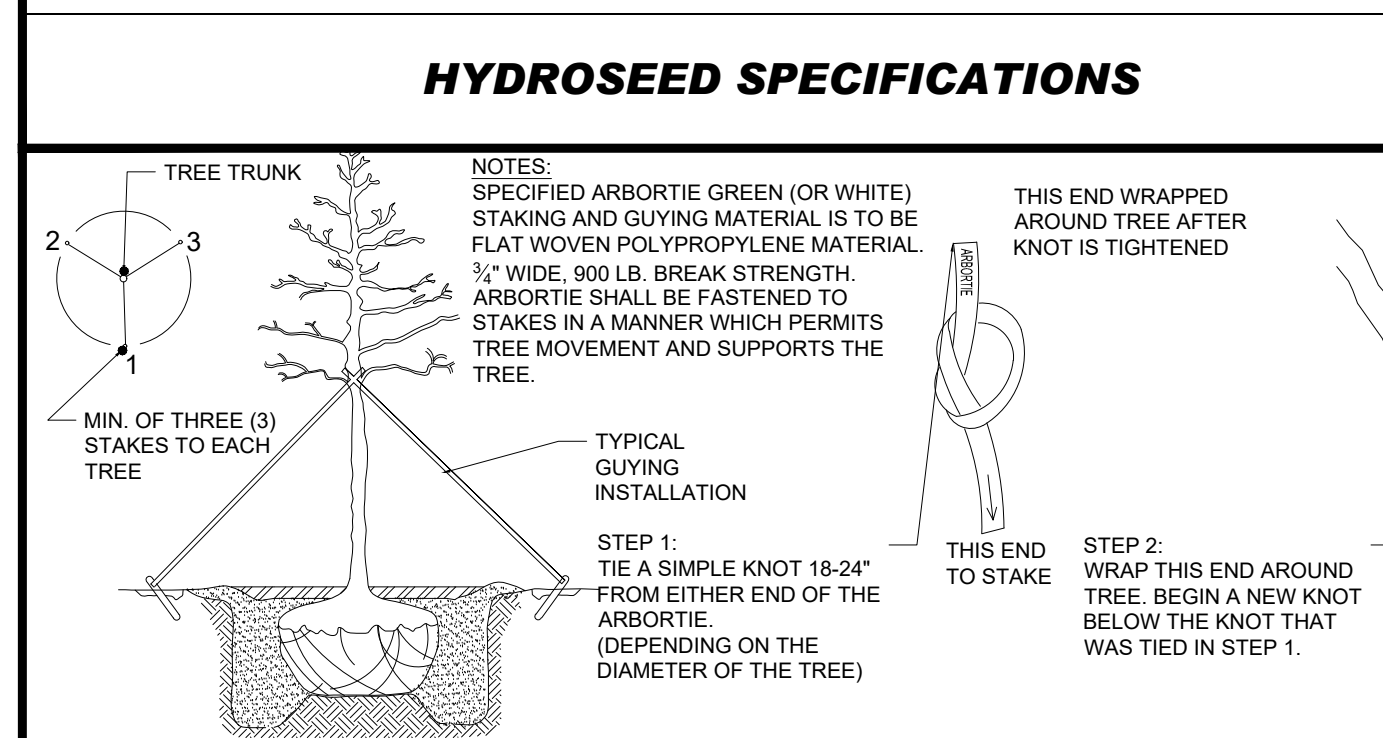 HYDROSEED SPECIFICATIONS
TREE TRUNK
2
3
1
MIN. OF THREE (3)
STAKES TO EACH
TREE
NOTES:
SPECIFIED ARBORTIE GREEN (OR WHITE)
STAKING AND GUYING MATERIAL IS TO BE
FLAT WOVEN POLYPROPYLENE MATERIAL.
¾" WIDE, 900 LB. BREAK STRENGTH.
ARBORTIE SHALL BE FASTENED TO
STAKES IN A MANNER WHICH PERMITS
TREE MOVEMENT AND SUPPORTS THE
TREE.
TYPICAL
GUYING
INSTALLATION
STEP 1:
TIE A SIMPLE KNOT 18-24"
FROM EITHER END OF THE
ARBORTIE.
(DEPENDING ON THE
DIAMETER OF THE TREE)
ARBORTIE
THIS END WRAPPED
AROUND TREE AFTER
KNOT IS TIGHTENED
THIS END
TO STAKE
STEP 2:
WRAP THIS END AROUND
TREE. BEGIN A NEW KNOT
BELOW THE KNOT THAT
WAS TIED IN STEP 1.